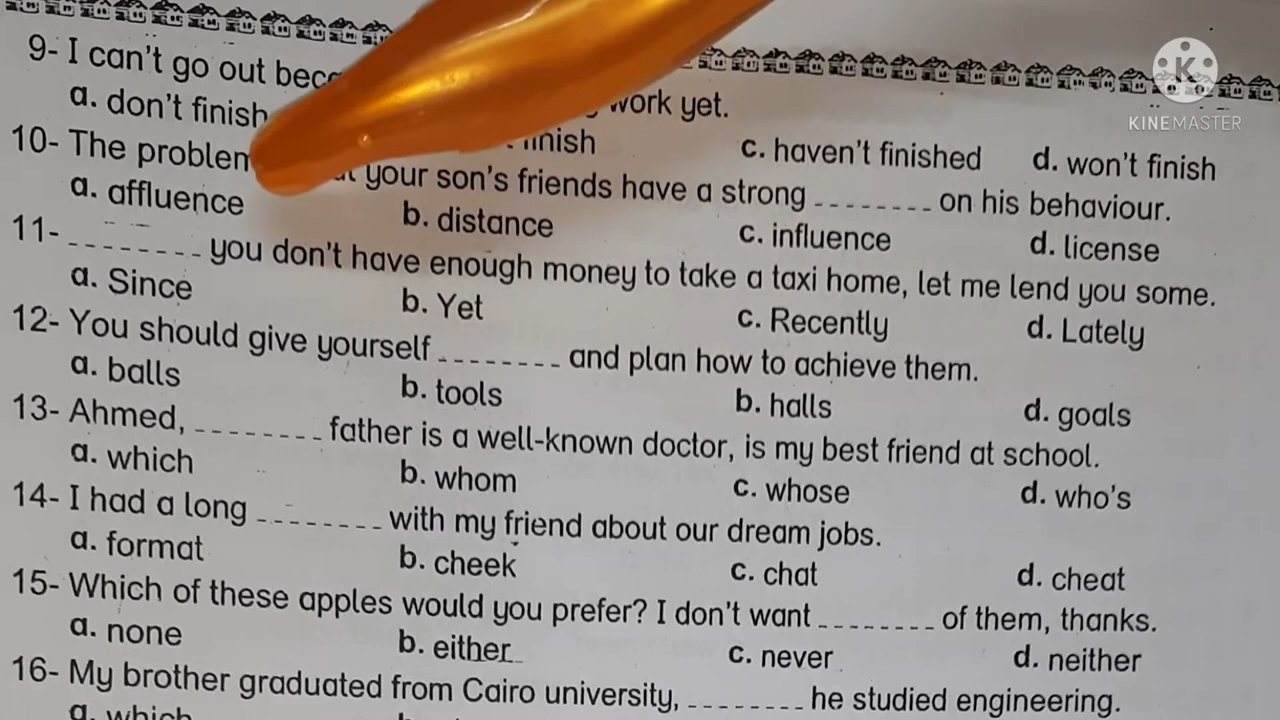 9- I can't go out work yet.
a. don't finish finish c. haven't finished d. won't finish
10- The problem your son's friends have a strong -------- on his behaviour.
a. affluence b. distance c. influence d. license
11- -------- you don't have enough money to take a taxi home, let me lend you some.
a. Since b. Yet c. Recently d. Lately
12- You should give yourself -------- and plan how to achieve them.
a. balls b. tools b. halls d. goals
13- Ahmed, -------- father is a well-known doctor, is my best friend at school.
a. which b. whom c. whose d. who's
14- I had a long -------- with my friend about our dream jobs.
a. format b. cheek c. chat d. cheat
15- Which of these apples would you prefer? I don't want -------- of them, thanks.
a. none b. either c. never d. neither
16- My brother graduated from Cairo university, -------- he studied engineering.
a. which
K
KINEMASTER